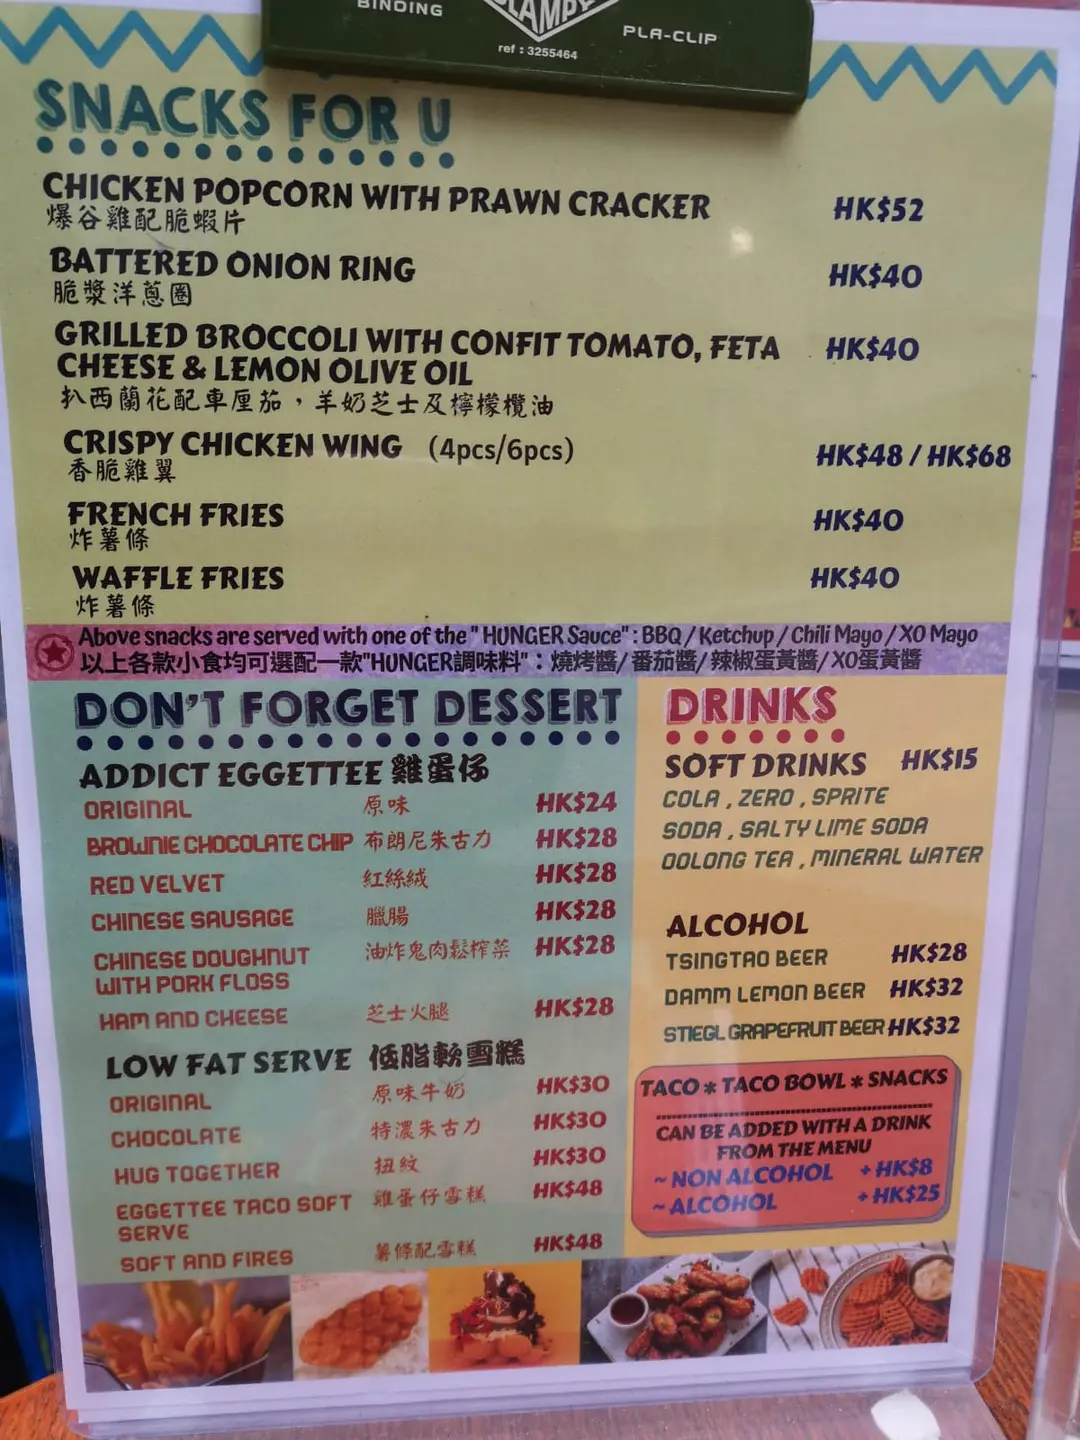 BINDING
CLAMPY
PLA-CLIP
ref : 3255464
SNACKS FOR U
CHICKEN POPCORN WITH PRAWN CRACKER HK$52
爆谷雞配脆蝦片
BATTERED ONION RING HK$40
脆漿洋蔥圈
GRILLED BROCCOLI WITH CONFIT TOMATO, FETA HK$40
CHEESE & LEMON OLIVE OIL
扒西蘭花配車厘茄，羊奶芝士及檸檬欖油
CRISPY CHICKEN WING (4pcs/6pcs) HK$48 / HK$68
香脆雞翼
FRENCH FRIES HK$40
炸薯條
WAFFLE FRIES HK$40
炸薯條
Above snacks are served with one of the " HUNGER Sauce" : BBQ / Ketchup / Chili Mayo / XO Mayo
以上各款小食均可選配一款"HUNGER調味料"：燒烤醬/番茄醬/辣椒蛋黃醬/XO蛋黃醬
DON'T FORGET DESSERT
ADDICT EGGETTEE 雞蛋仔
ORIGINAL 原味 HK$24
BROWNIE CHOCOLATE CHIP 布朗尼朱古力 HK$28
RED VELVET 紅絲絨 HK$28
CHINESE SAUSAGE 臘腸 HK$28
CHINESE DOUGHNUT 油炸鬼肉鬆榨菜 HK$28
WITH PORK FLOSS
HAM AND CHEESE 芝士火腿 HK$28
LOW FAT SERVE 低脂軟雪糕
ORIGINAL 原味牛奶 HK$30
CHOCOLATE 特濃朱古力 HK$30
HUG TOGETHER 扭紋 HK$30
EGGETTEE TACO SOFT 雞蛋仔雪糕 HK$48
SERVE
SOFT AND FIRES 薯條配雪糕 HK$48
DRINKS
SOFT DRINKS HK$15
COLA , ZERO , SPRITE
SODA , SALTY LIME SODA
OOLONG TEA , MINERAL WATER
ALCOHOL
TSINGTAO BEER HK$28
DAMM LEMON BEER HK$32
STIEGL GRAPEFRUIT BEER HK$32
TACO * TACO BOWL * SNACKS
CAN BE ADDED WITH A DRINK
FROM THE MENU
~ NON ALCOHOL + HK$8
~ ALCOHOL + HK$25